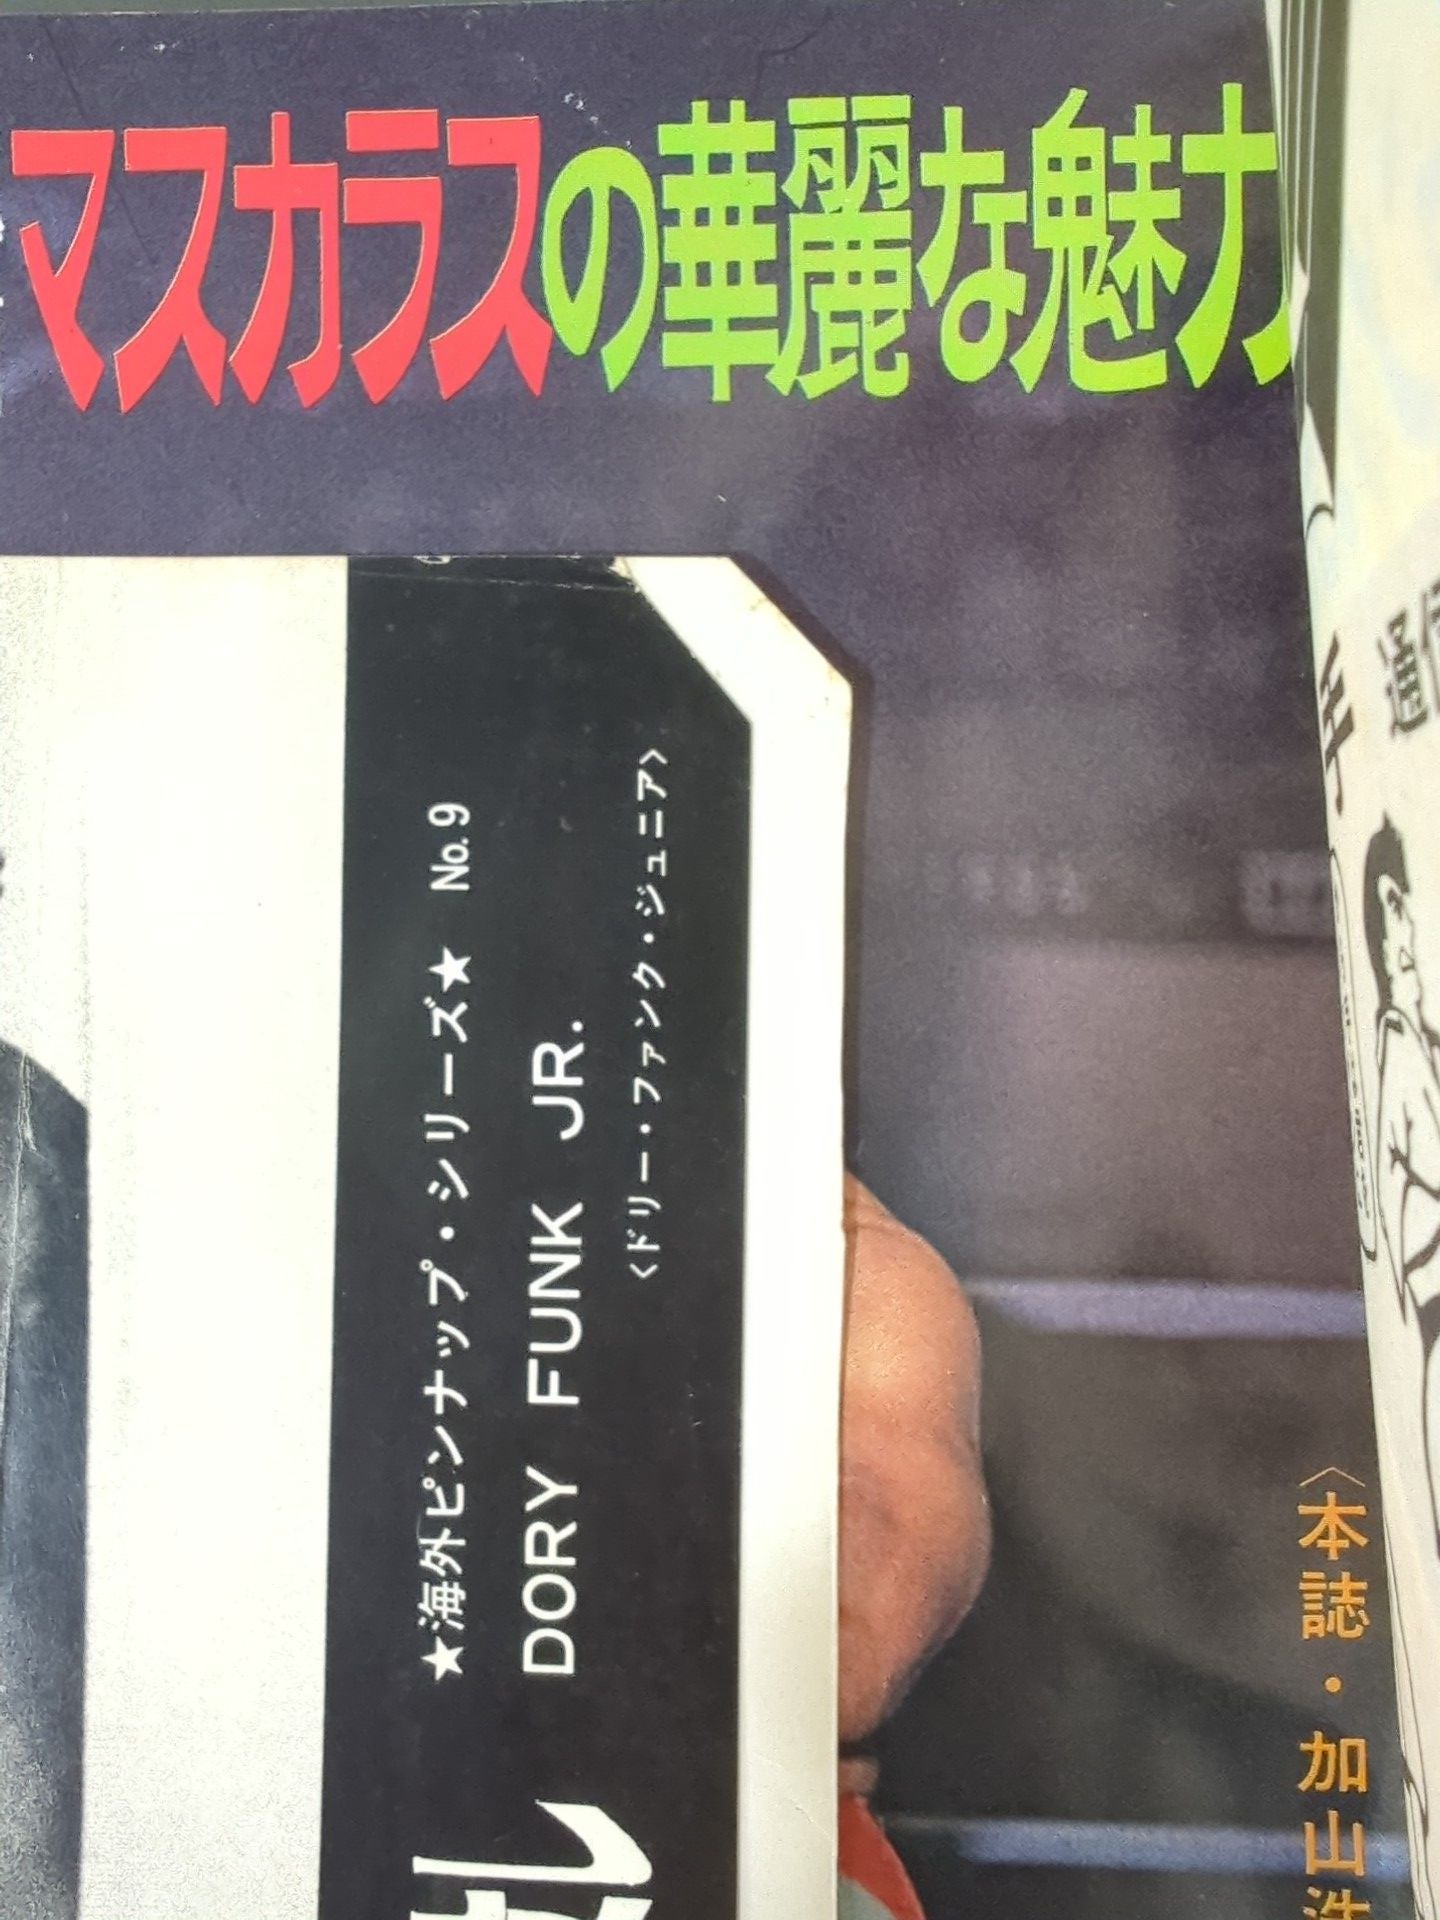 マスカラスの華麗な魅力
★海外ピンナップ・シリーズ★ No.9
DORY FUNK JR.
〈ドリー・ファンク・ジュニア〉
〈本誌・加山